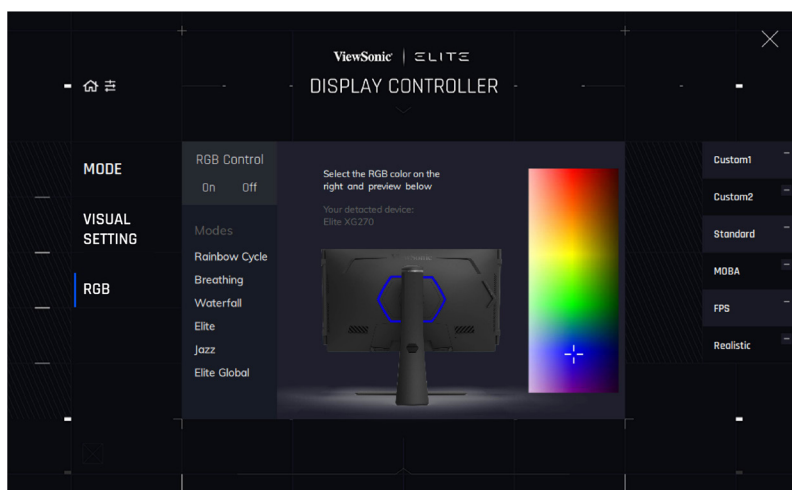 ViewSonic | ELITE
DISPLAY CONTROLLER
MODE
VISUAL
SETTING
RGB
RGB Control
On Off
Modes
Rainbow Cycle
Breathing
Waterfall
Elite
Jazz
Elite Global
Select the RGB color on the
right and preview below
Your detacted device:
Elite XG270
Custom1
Custom2
Standard
MOBA
FPS
Realistic